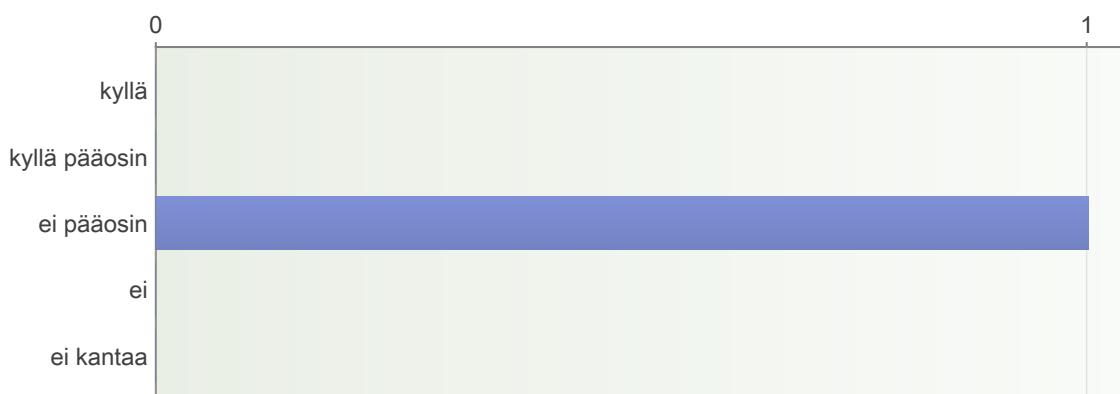 0 1
kyllä
kyllä pääosin
ei pääosin
ei
ei kantaa